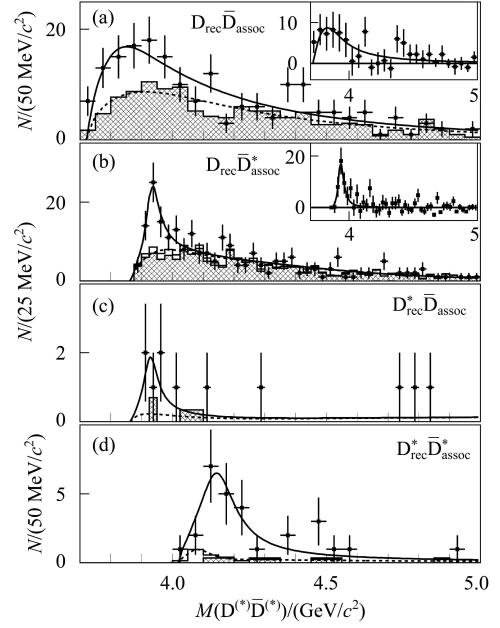 (a) D_rec D̅_assoc
N/(50 MeV/c²)
20
0
10
0
4 5
(b) D_rec D̅*_assoc
N/(25 MeV/c²)
20
0
20
0
4 5
(c) D*_rec D̅_assoc
2
0
(d) D*_rec D̅*_assoc
N/(50 MeV/c²)
5
0
4.0 4.5 5.0
M(D^(*)D̅^(*))/(GeV/c²)